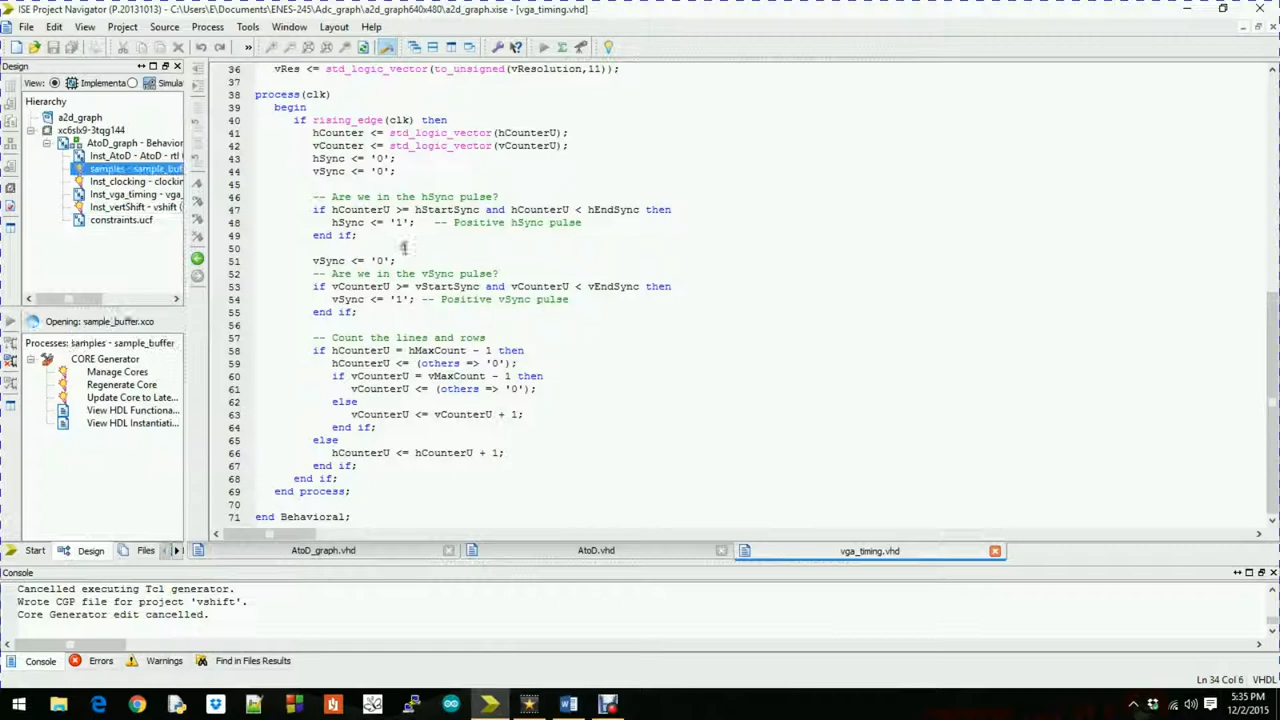 ISE Project Navigator (P.20131013) - C:\Users\E\Documents\ENES-245\Adc_graph\a2d_graph640x480\a2d_graph.xise - [vga_timing.vhd]
File Edit View Project Source Process Tools Window Layout Help
Design
View: Implementa Simula
Hierarchy
a2d_graph
xc6slx9-3tqg144
AtoD_graph - Behavior
Inst_AtoD - AtoD - rtl
samples - sample_buf
Inst_clocking - clockin
Inst_vga_timing - vga_
Inst_vertShift - vshift (
constraints.ucf
Opening: sample_buffer.xco
Processes: samples - sample_buffer
CORE Generator
Manage Cores
Regenerate Core
Update Core to Late...
View HDL Functiona...
View HDL Instantiati...
Start Design Files
36 vRes <= std_logic_vector(to_unsigned(vResolution,11));
37
38 process(clk)
39 begin
40 if rising_edge(clk) then
41 hCounter <= std_logic_vector(hCounterU);
42 vCounter <= std_logic_vector(vCounterU);
43 hSync <= '0';
44 vSync <= '0';
45
46 -- Are we in the hSync pulse?
47 if hCounterU >= hStartSync and hCounterU < hEndSync then
48 hSync <= '1'; -- Positive hSync pulse
49 end if;
50
51 vSync <= '0';
52 -- Are we in the vSync pulse?
53 if vCounterU >= vStartSync and vCounterU < vEndSync then
54 vSync <= '1'; -- Positive vSync pulse
55 end if;
56
57 -- Count the lines and rows
58 if hCounterU = hMaxCount - 1 then
59 hCounterU <= (others => '0');
60 if vCounterU = vMaxCount - 1 then
61 vCounterU <= (others => '0');
62 else
63 vCounterU <= vCounterU + 1;
64 end if;
65 else
66 hCounterU <= hCounterU + 1;
67 end if;
68 end if;
69 end process;
70
71 end Behavioral;
AtoD_graph.vhd AtoD.vhd vga_timing.vhd
Console
Cancelled executing Tcl generator.
Wrote CGP file for project 'vshift'.
Core Generator edit cancelled.
Console Errors Warnings Find in Files Results
Ln 34 Col 6 VHDL
5:35 PM
12/2/2015